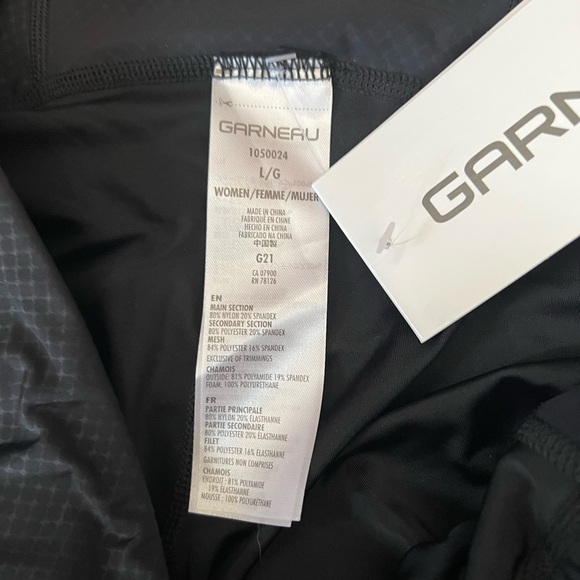 GARNEAU
1050024
L/G
WOMEN/FEMME/MUJER
MADE IN CHINA
FABRIQUÉ EN CHINE
HECHO EN CHINA
FABRICADO NA CHINA
中国製
G21
CA 07900
RN 78126
EN
MAIN SECTION
80% NYLON 20% SPANDEX
SECONDARY SECTION
80% POLYESTER 20% SPANDEX
MESH
84% POLYESTER 16% SPANDEX
EXCLUSIVE OF TRIMMINGS
CHAMOIS
OUTSIDE: 81% POLYAMIDE 19% SPANDEX
FOAM: 100% POLYURETHANE
FR
PARTIE PRINCIPALE
80% NYLON 20% ÉLASTHANNE
PARTIE SECONDAIRE
80% POLYESTER 20% ÉLASTHANNE
FILET
84% POLYESTER 16% ÉLASTHANNE
GARNITURES NON COMPRISES
CHAMOIS
ENDROIT : 81% POLYAMIDE
19% ÉLASTHANNE
MOUSSE : 100% POLYURÉTHANE
GARN